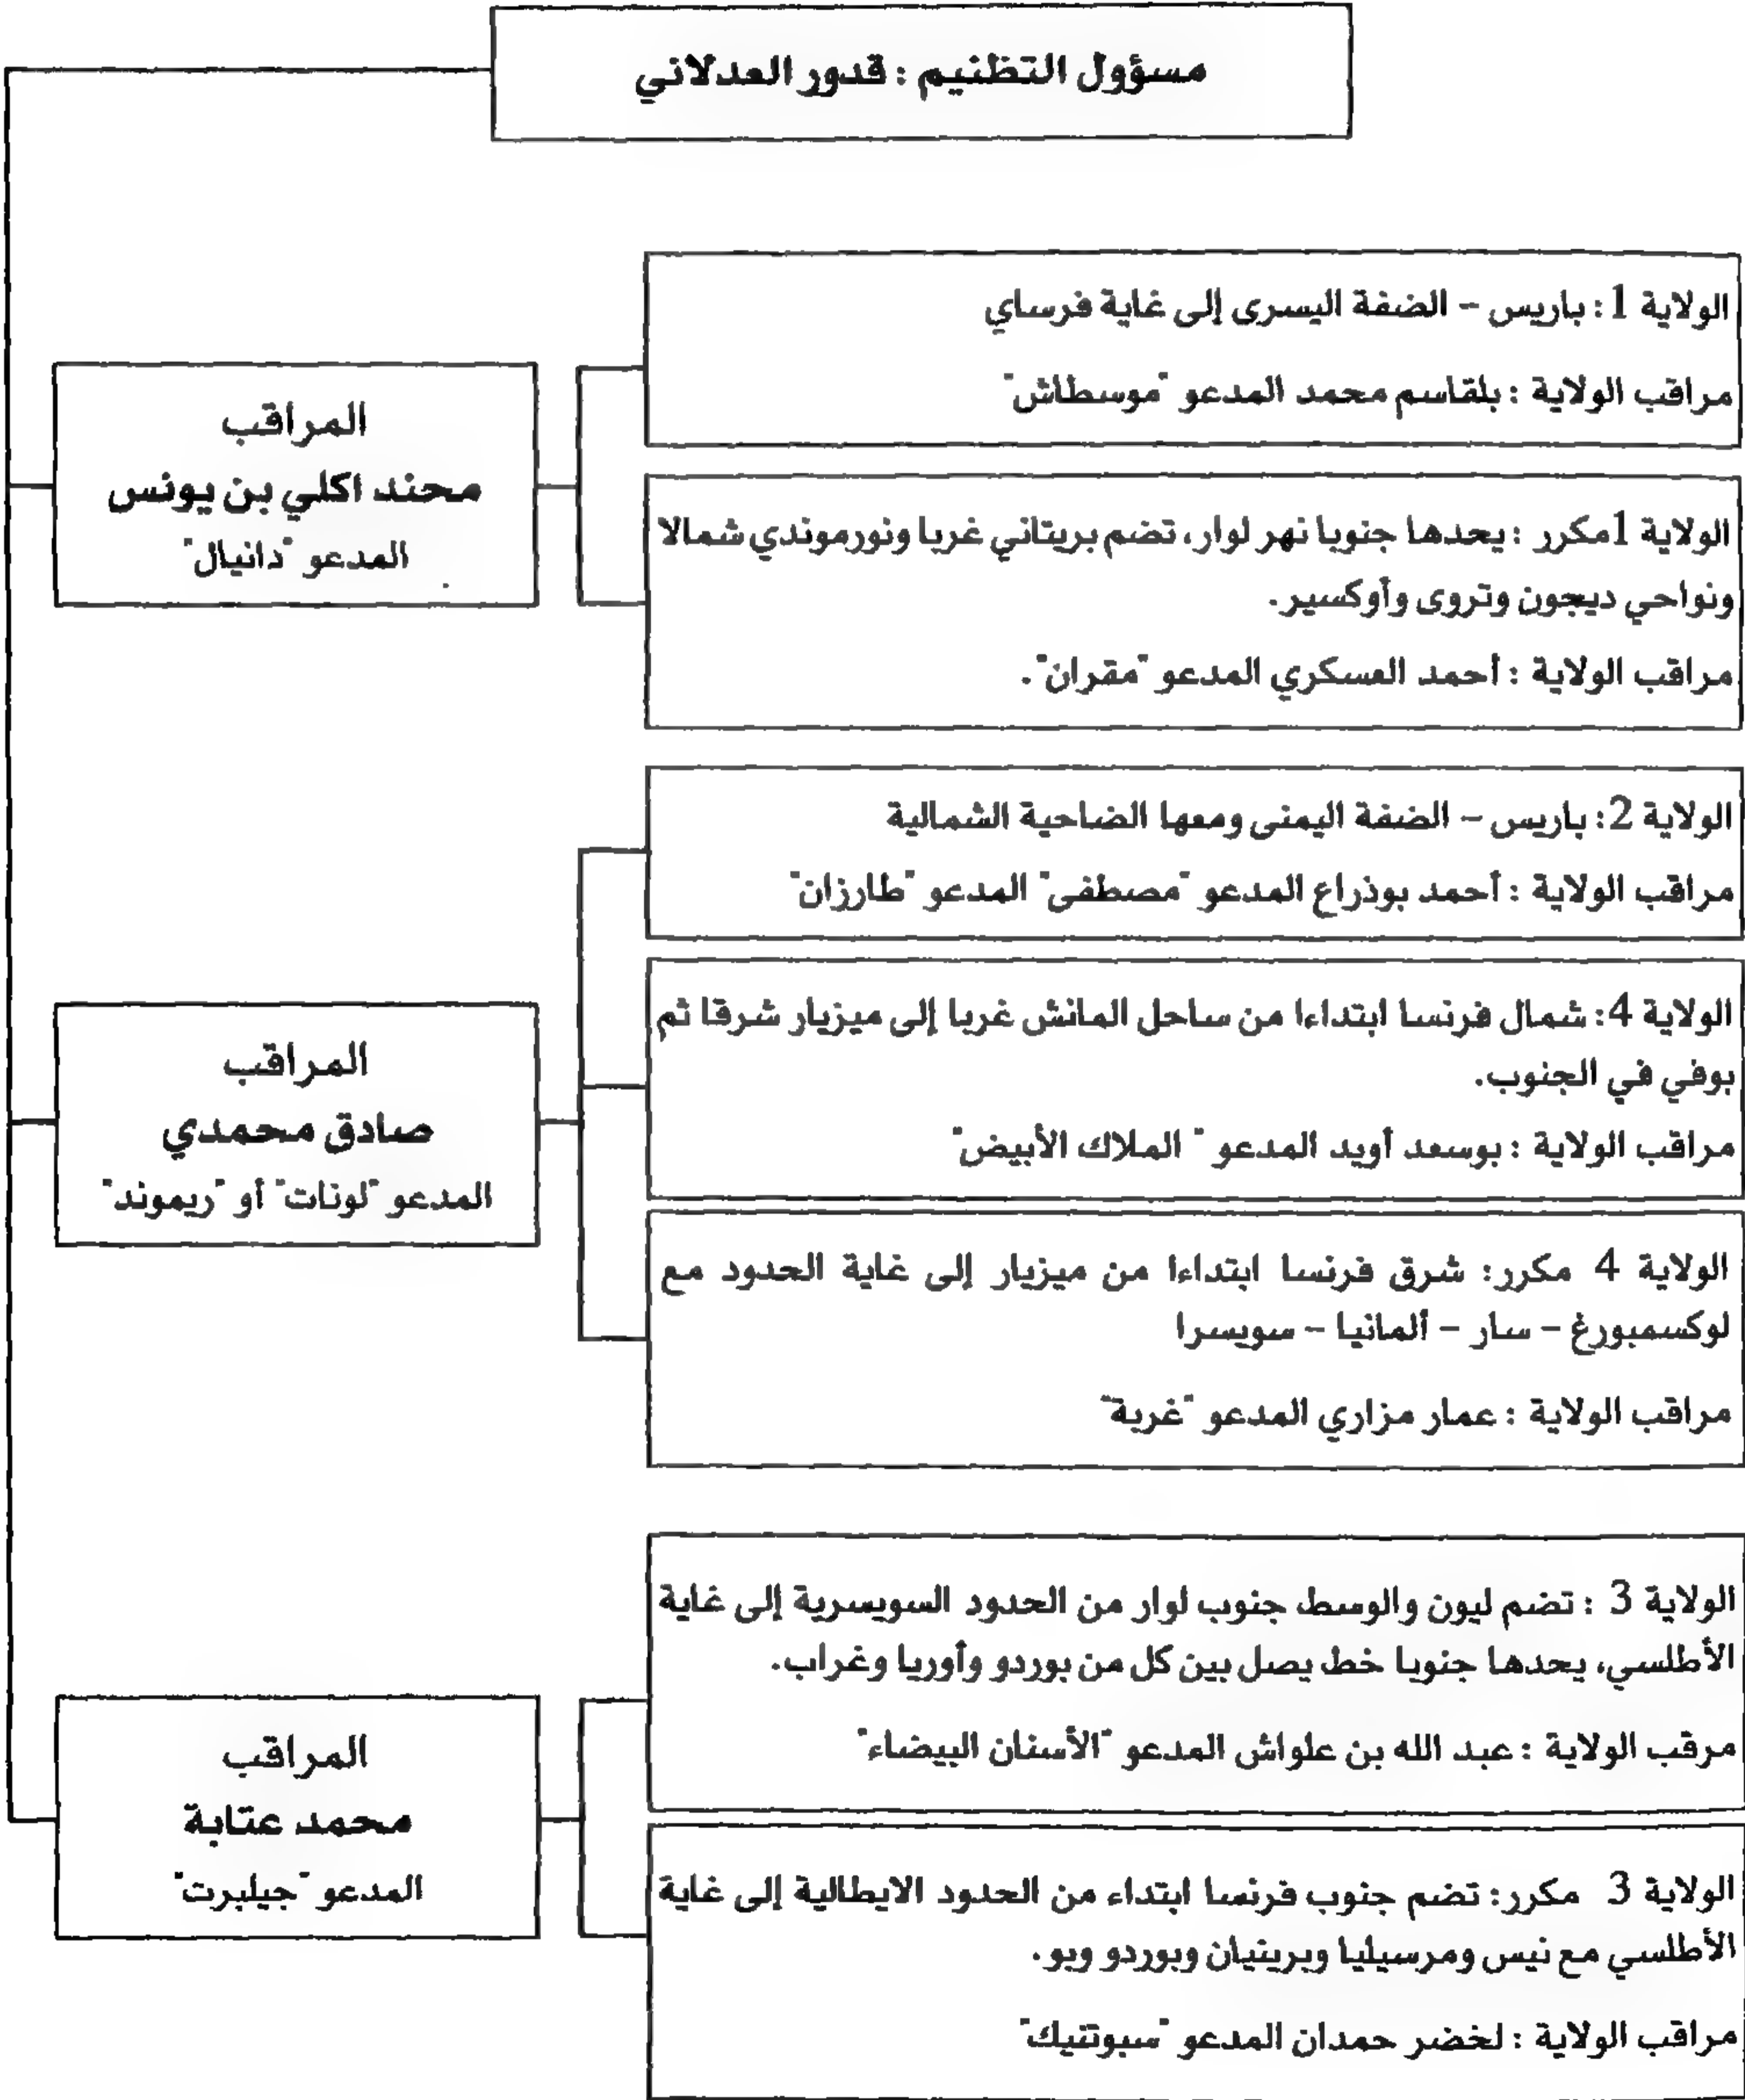 مسؤول التظنيم : قدور العدلاني
المراقب
محند اكلي بن يونس
المدعو "دانيال"
الولاية 1: باريس – الضفة اليسرى إلى غاية فرساي
مراقب الولاية : بلقاسم محمد المدعو "موسطاش"
الولاية 1مكرر : يحدها جنوبا نهر لوار، تضم بريتاني غربا ونورموندي شمالا
ونواحي ديجون وتروى وأوكسير.
مراقب الولاية : أحمد العسكري المدعو "مقران".
المراقب
صادق محمدي
المدعو "لونات" أو "ريموند"
الولاية 2: باريس – الضفة اليمنى ومعها الضاحية الشمالية
مراقب الولاية : أحمد بوذراع المدعو "مصطفى" المدعو "طارزان"
الولاية 4: شمال فرنسا ابتداءا من ساحل المانش غربا إلى ميزيار شرقا ثم
بوفي في الجنوب.
مراقب الولاية : بوسعد أويد المدعو " الملاك الأبيض"
الولاية 4 مكرر: شرق فرنسا ابتداءا من ميزيار إلى غاية الحدود مع
لوكسمبورغ – سار – ألمانيا – سويسرا
مراقب الولاية : عمار مزاري المدعو "غربة"
المراقب
محمد عتابة
المدعو "جيلبرت"
الولاية 3 : تضم ليون والوسط جنوب لوار من الحدود السويسرية إلى غاية
الأطلسي، يحدها جنوبا خط يصل بين كل من بوردو وأوريا وغراب.
مرقب الولاية : عبد الله بن علواش المدعو "الأسنان البيضاء"
الولاية 3 مكرر: تضم جنوب فرنسا ابتداء من الحدود الايطالية إلى غاية
الأطلسي مع نيس ومرسيليا وبرينيان وبوردو وبو.
مراقب الولاية : لخضر حمدان المدعو "سبوتنيك"